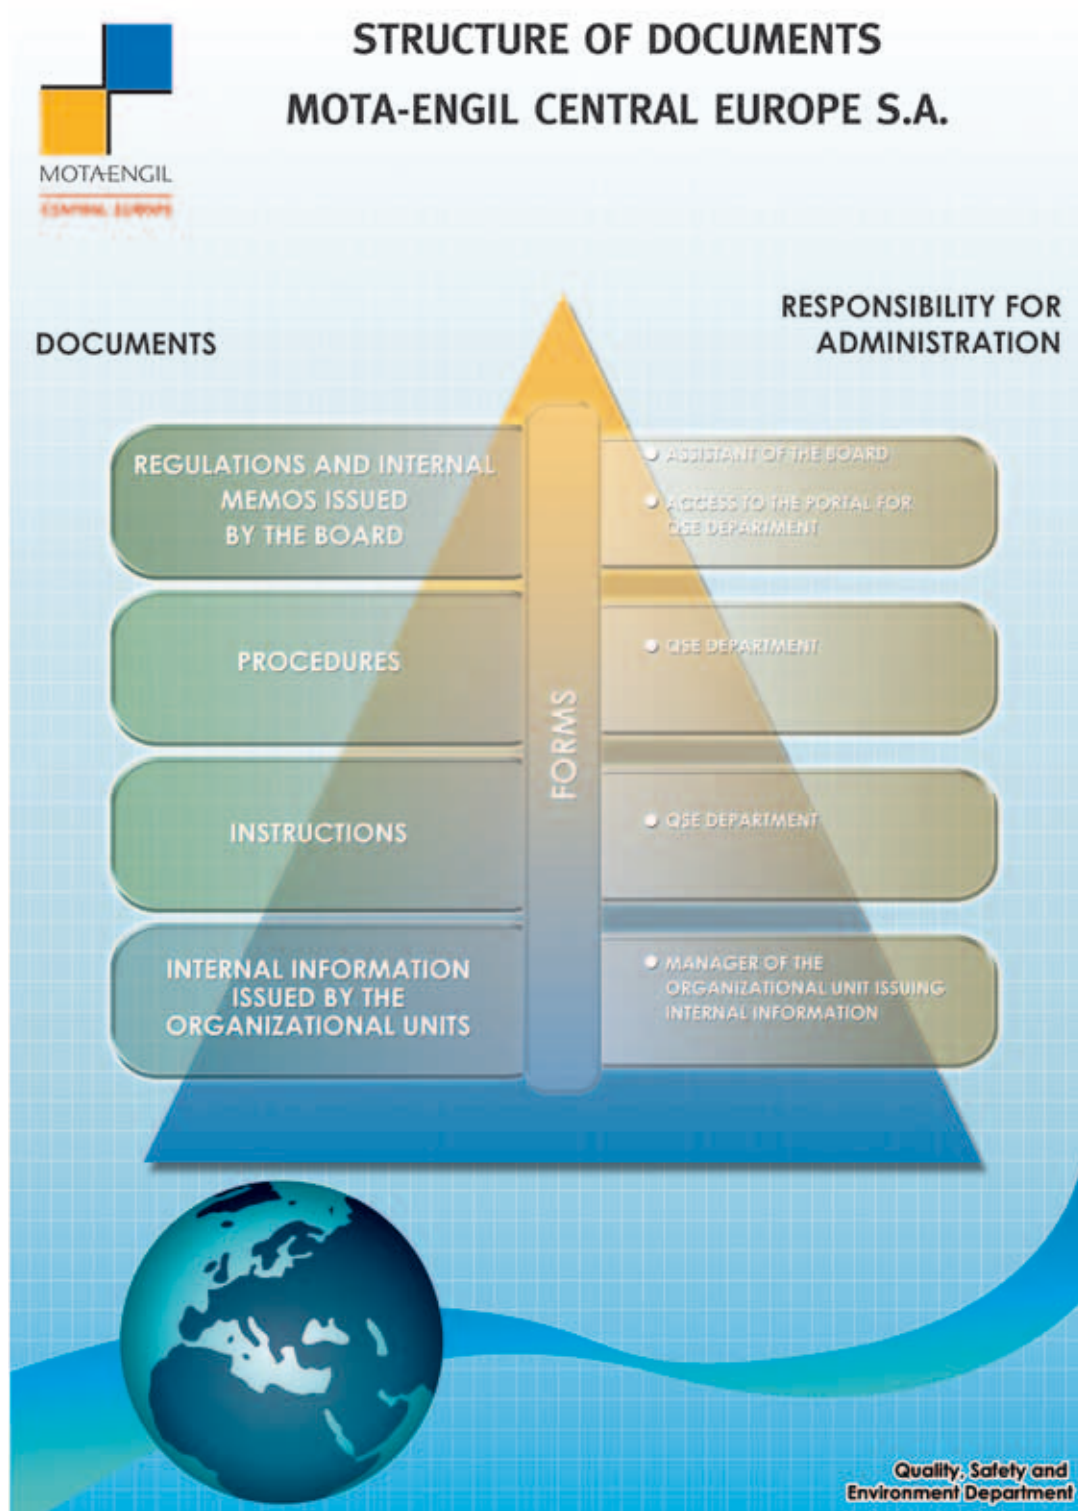 STRUCTURE OF DOCUMENTS
MOTA-ENGIL CENTRAL EUROPE S.A.
MOTA-ENGIL
CENTRAL EUROPE
DOCUMENTS
RESPONSIBILITY FOR
ADMINISTRATION
REGULATIONS AND INTERNAL
MEMOS ISSUED
BY THE BOARD
ASSISTANT OF THE BOARD
ACCESS TO THE PORTAL FOR
QSE DEPARTMENT
PROCEDURES
QSE DEPARTMENT
FORMS
INSTRUCTIONS
QSE DEPARTMENT
INTERNAL INFORMATION
ISSUED BY THE
ORGANIZATIONAL UNITS
MANAGER OF THE
ORGANIZATIONAL UNIT ISSUING
INTERNAL INFORMATION
Quality, Safety and
Environment Department